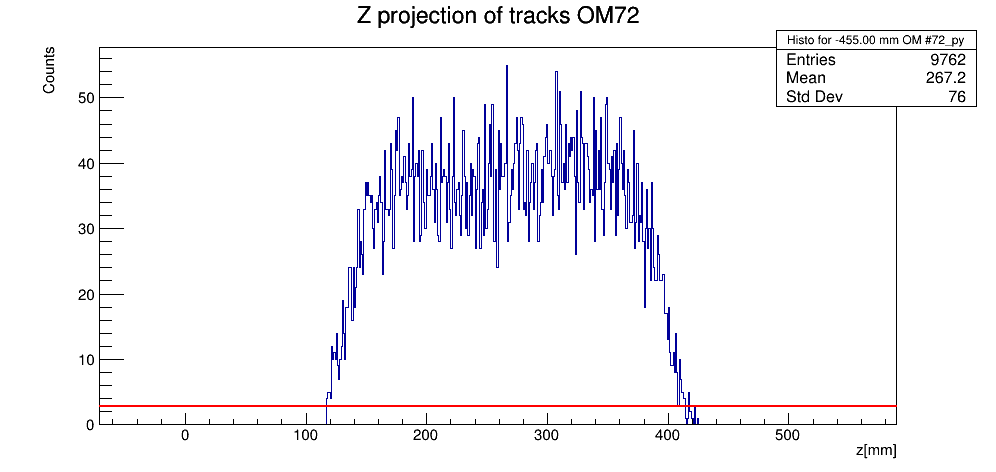 Z projection of tracks OM72
Histo for -455.00 mm OM #72_py
Entries 9762
Mean 267.2
Std Dev 76
Counts
50
40
30
20
10
0
0 100 200 300 400 500
z[mm]